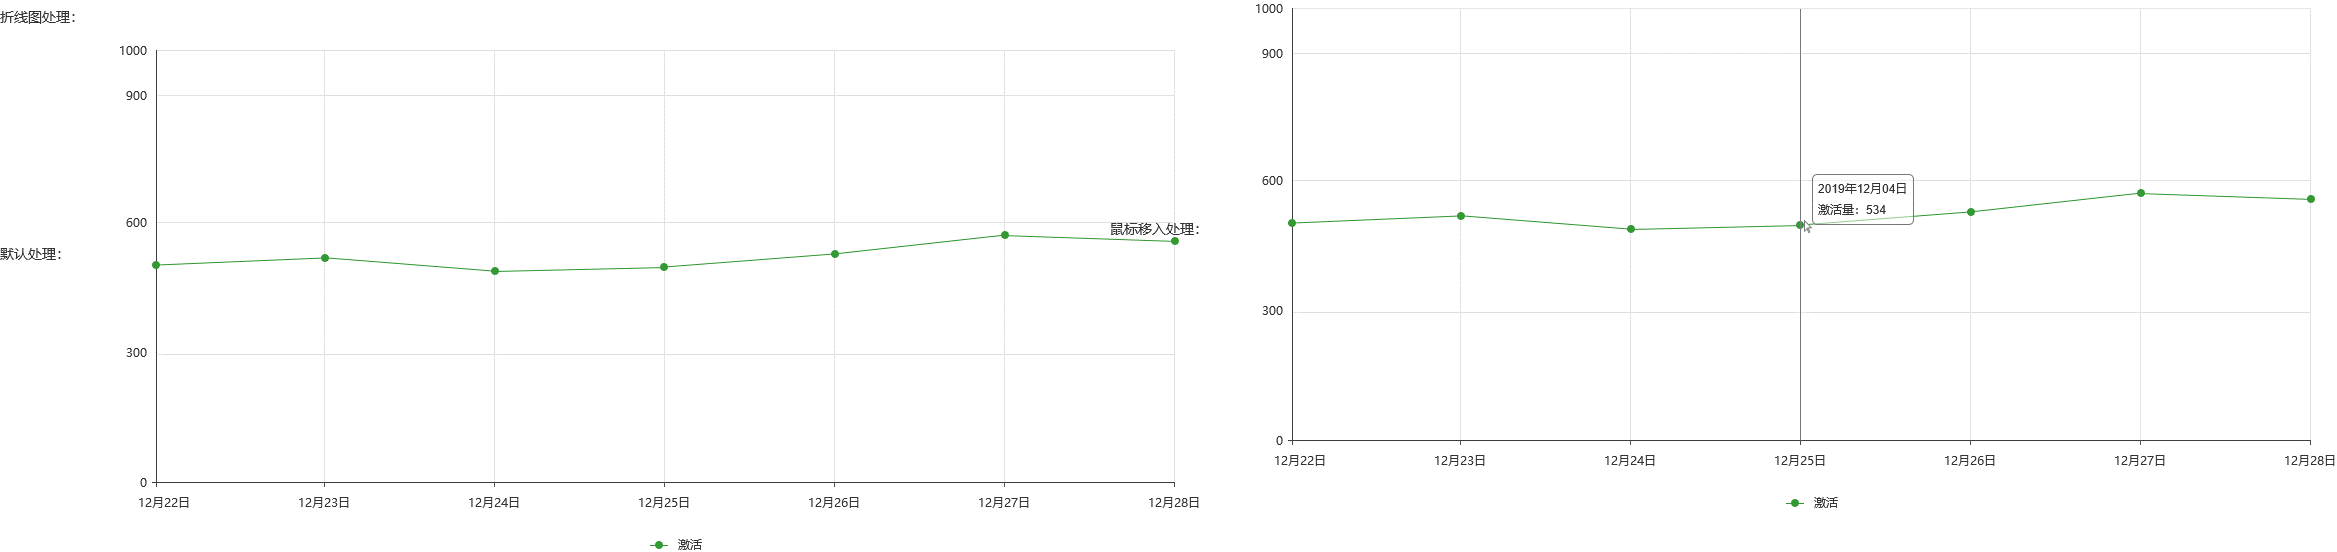 折线图处理：
1000
900
600
300
0
默认处理：
12月22日
12月23日
12月24日
12月25日
12月26日
12月27日
12月28日
激活
鼠标移入处理：
1000
900
600
300
0
2019年12月04日
激活量：534
12月22日
12月23日
12月24日
12月25日
12月26日
12月27日
12月28日
激活